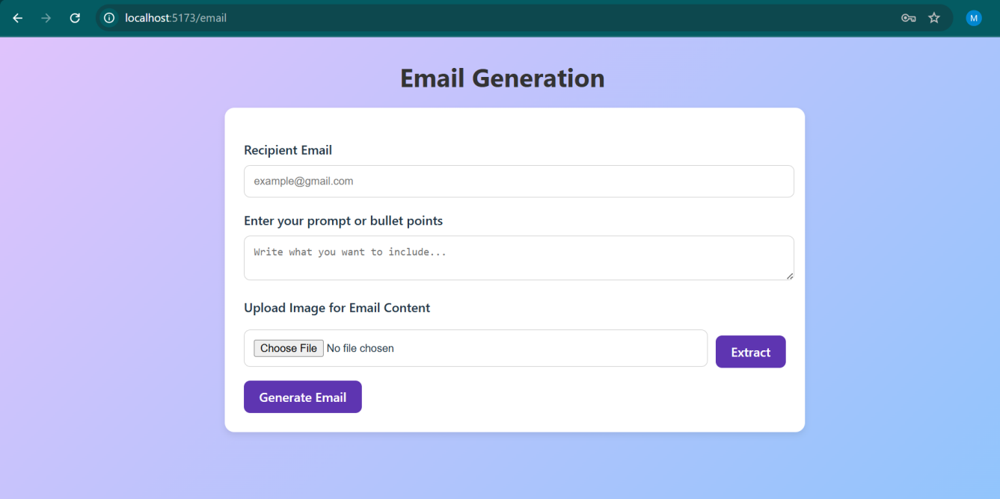 localhost:5173/email
M
Email Generation
Recipient Email
example@gmail.com
Enter your prompt or bullet points
Write what you want to include...
Upload Image for Email Content
Choose File No file chosen
Extract
Generate Email